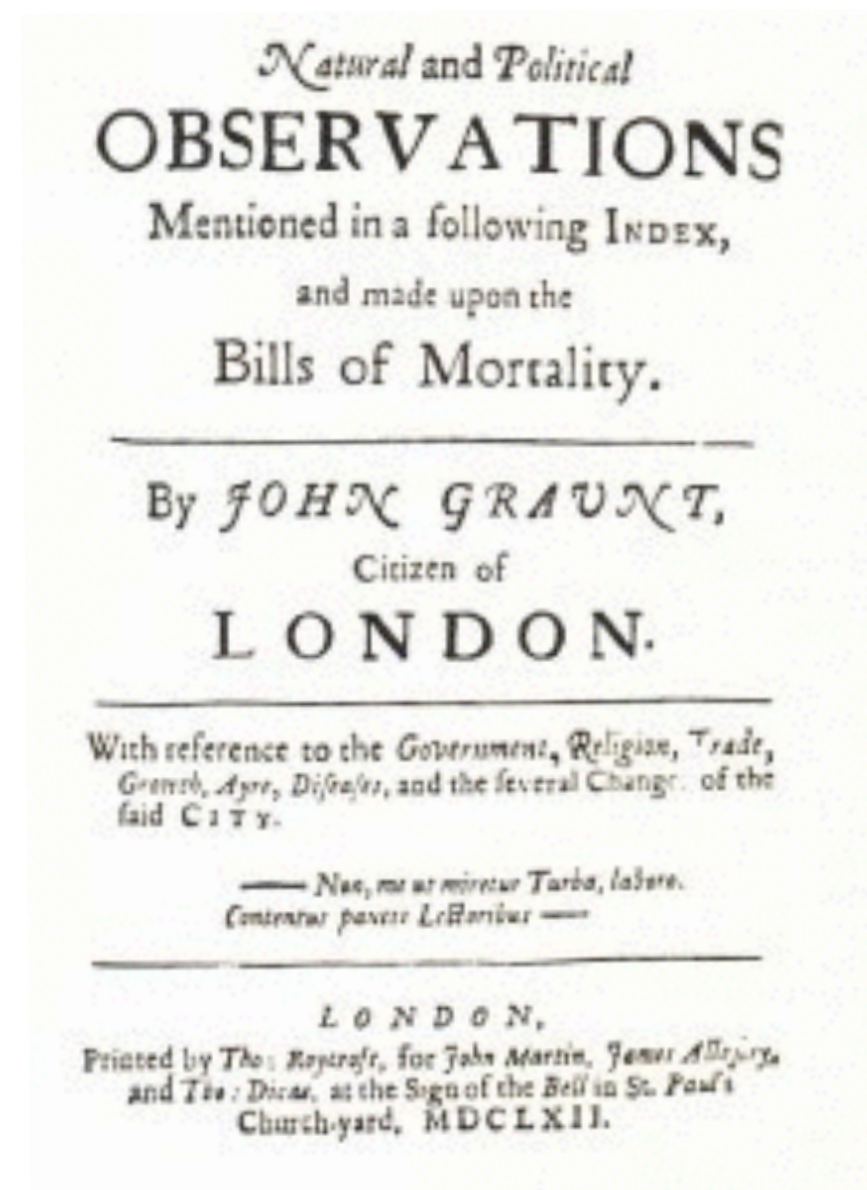 Natural and Political
OBSERVATIONS
Mentioned in a following INDEX,
and made upon the
Bills of Mortality.
By JOHN GRAUNT,
Citizen of
LONDON.
With reference to the Government, Religion, Trade,
Growth, Ayre, Diseases, and the several Change of the
said CITY.
— Non, me ut miretur Turba, laboro.
Contentus paucis Lectoribus —
LONDON,
Printed by Tho: Roycroft, for John Martin, James Allestry,
and Tho: Dicas, at the Sign of the Bell in St. Paul's
Church-yard, MDCLXII.